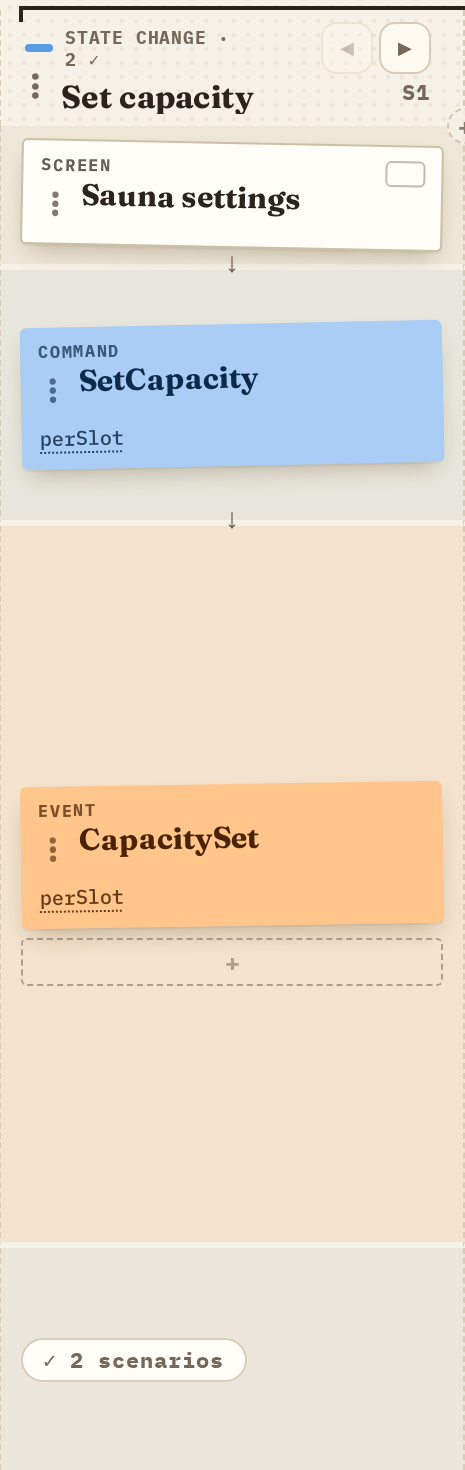 STATE CHANGE ·
2 ✓
Set capacity
S1
SCREEN
Sauna settings
↓
COMMAND
SetCapacity
perSlot
↓
EVENT
CapacitySet
perSlot
+
✓ 2 scenarios